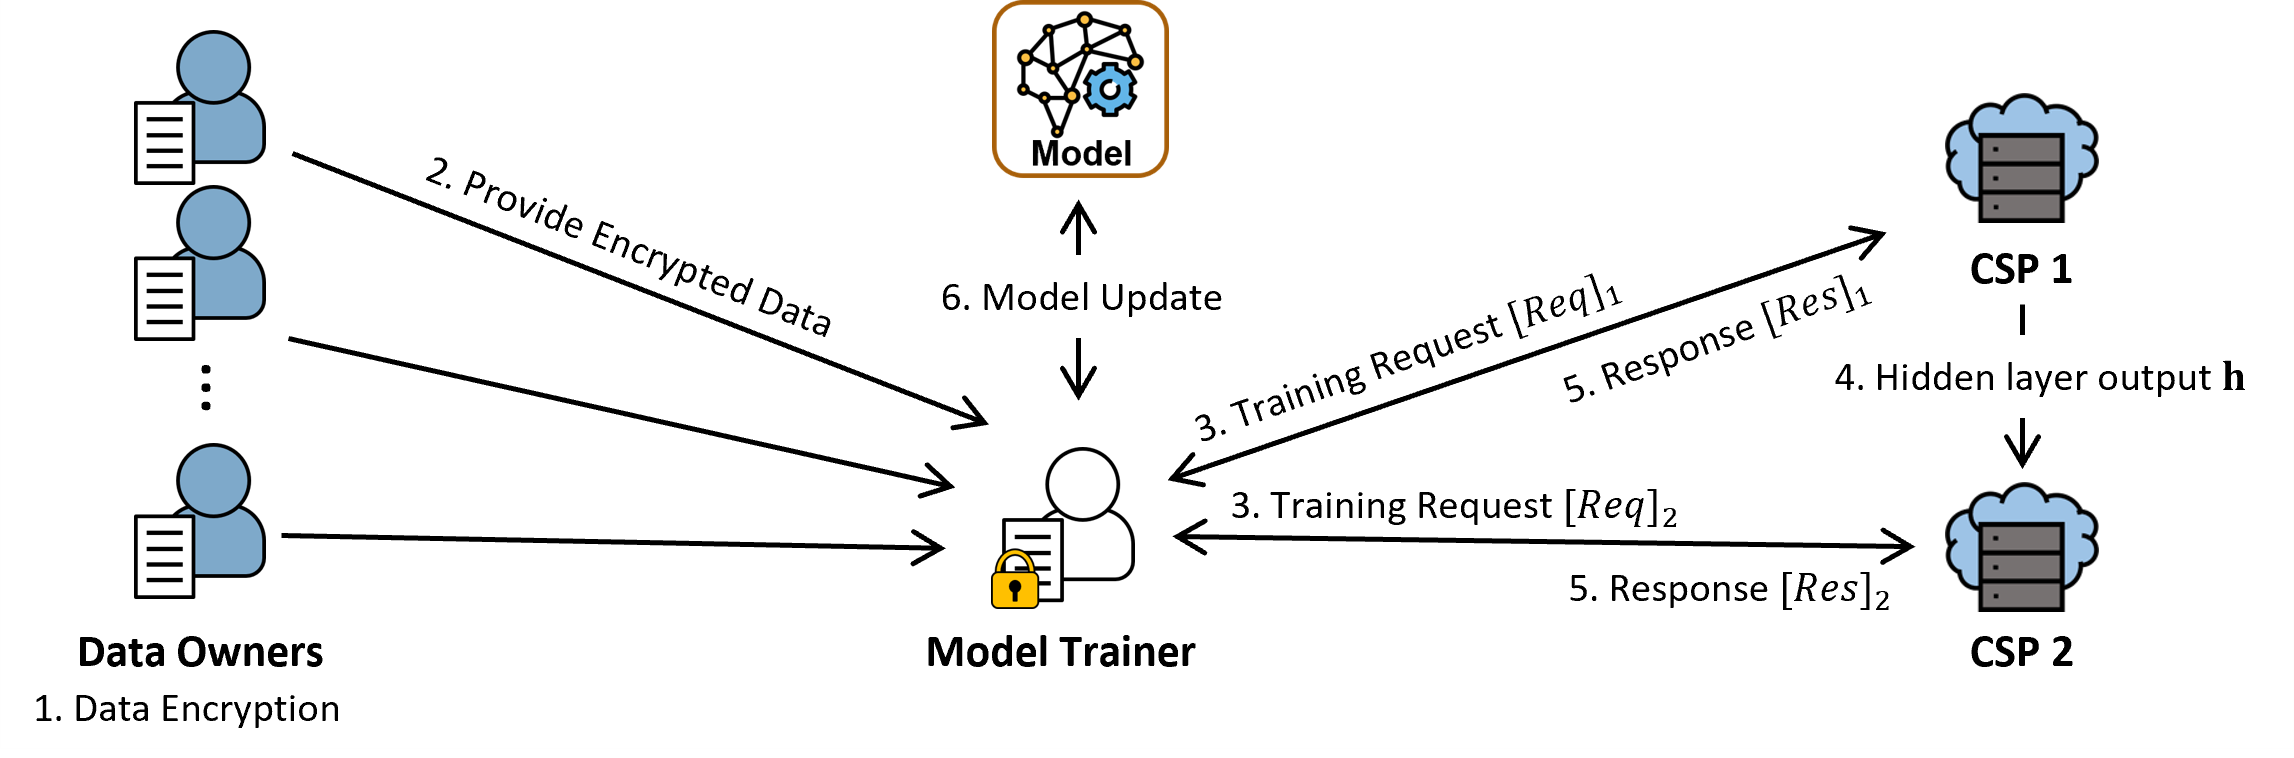 Model
2. Provide Encrypted Data
6. Model Update
CSP 1
3. Training Request [Req]₁
5. Response [Res]₁
4. Hidden layer output h
3. Training Request [Req]₂
5. Response [Res]₂
Data Owners
Model Trainer
CSP 2
1. Data Encryption